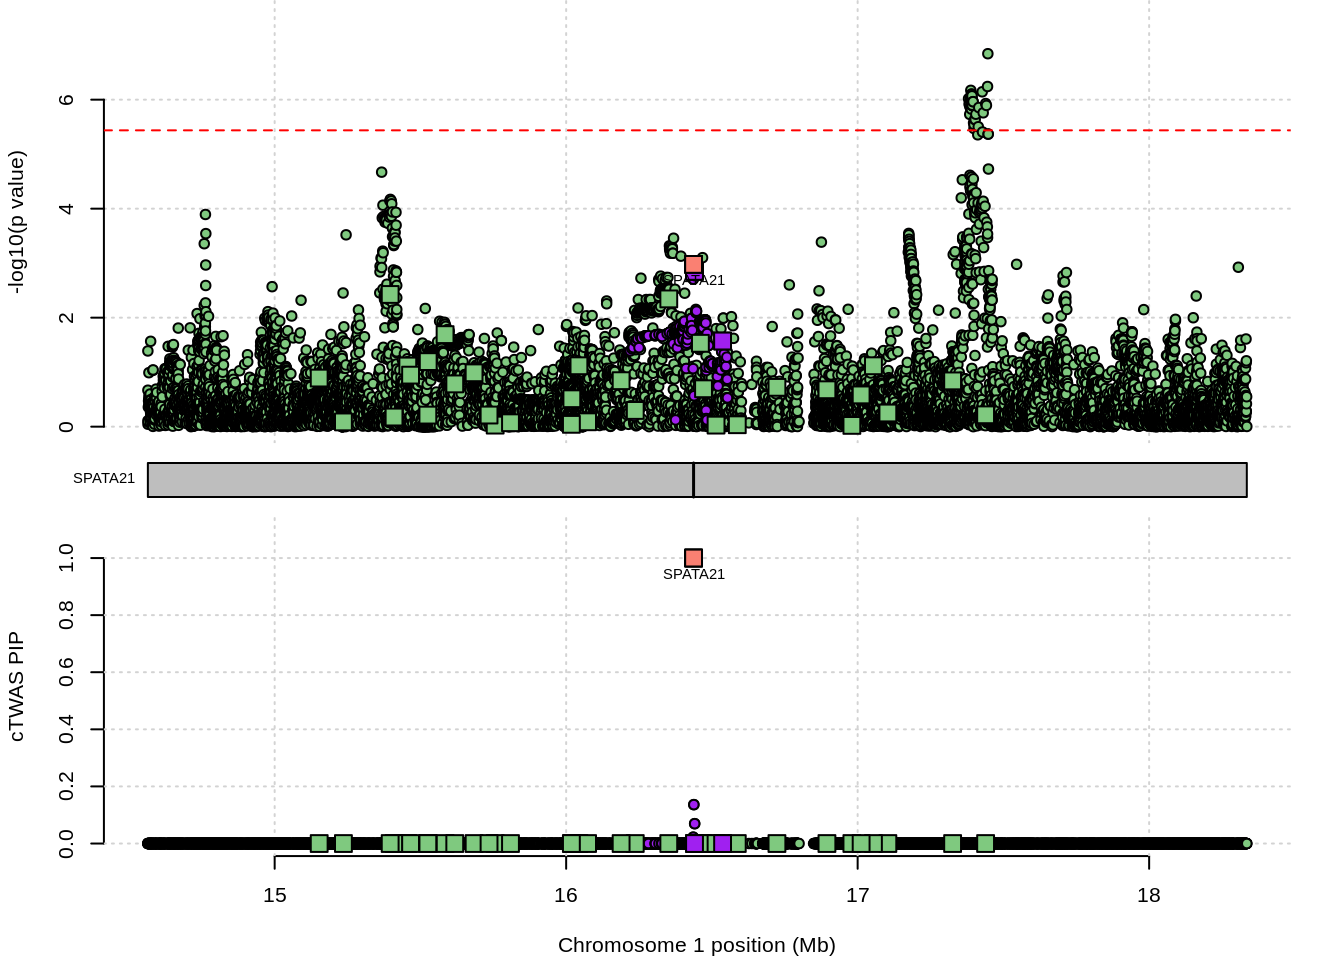 -log10(p value)
6
4
2
0
SPATA21
SPATA21
cTWAS PIP
1.0
0.8
0.6
0.4
0.2
0.0
SPATA21
15
16
17
18
Chromosome 1 position (Mb)